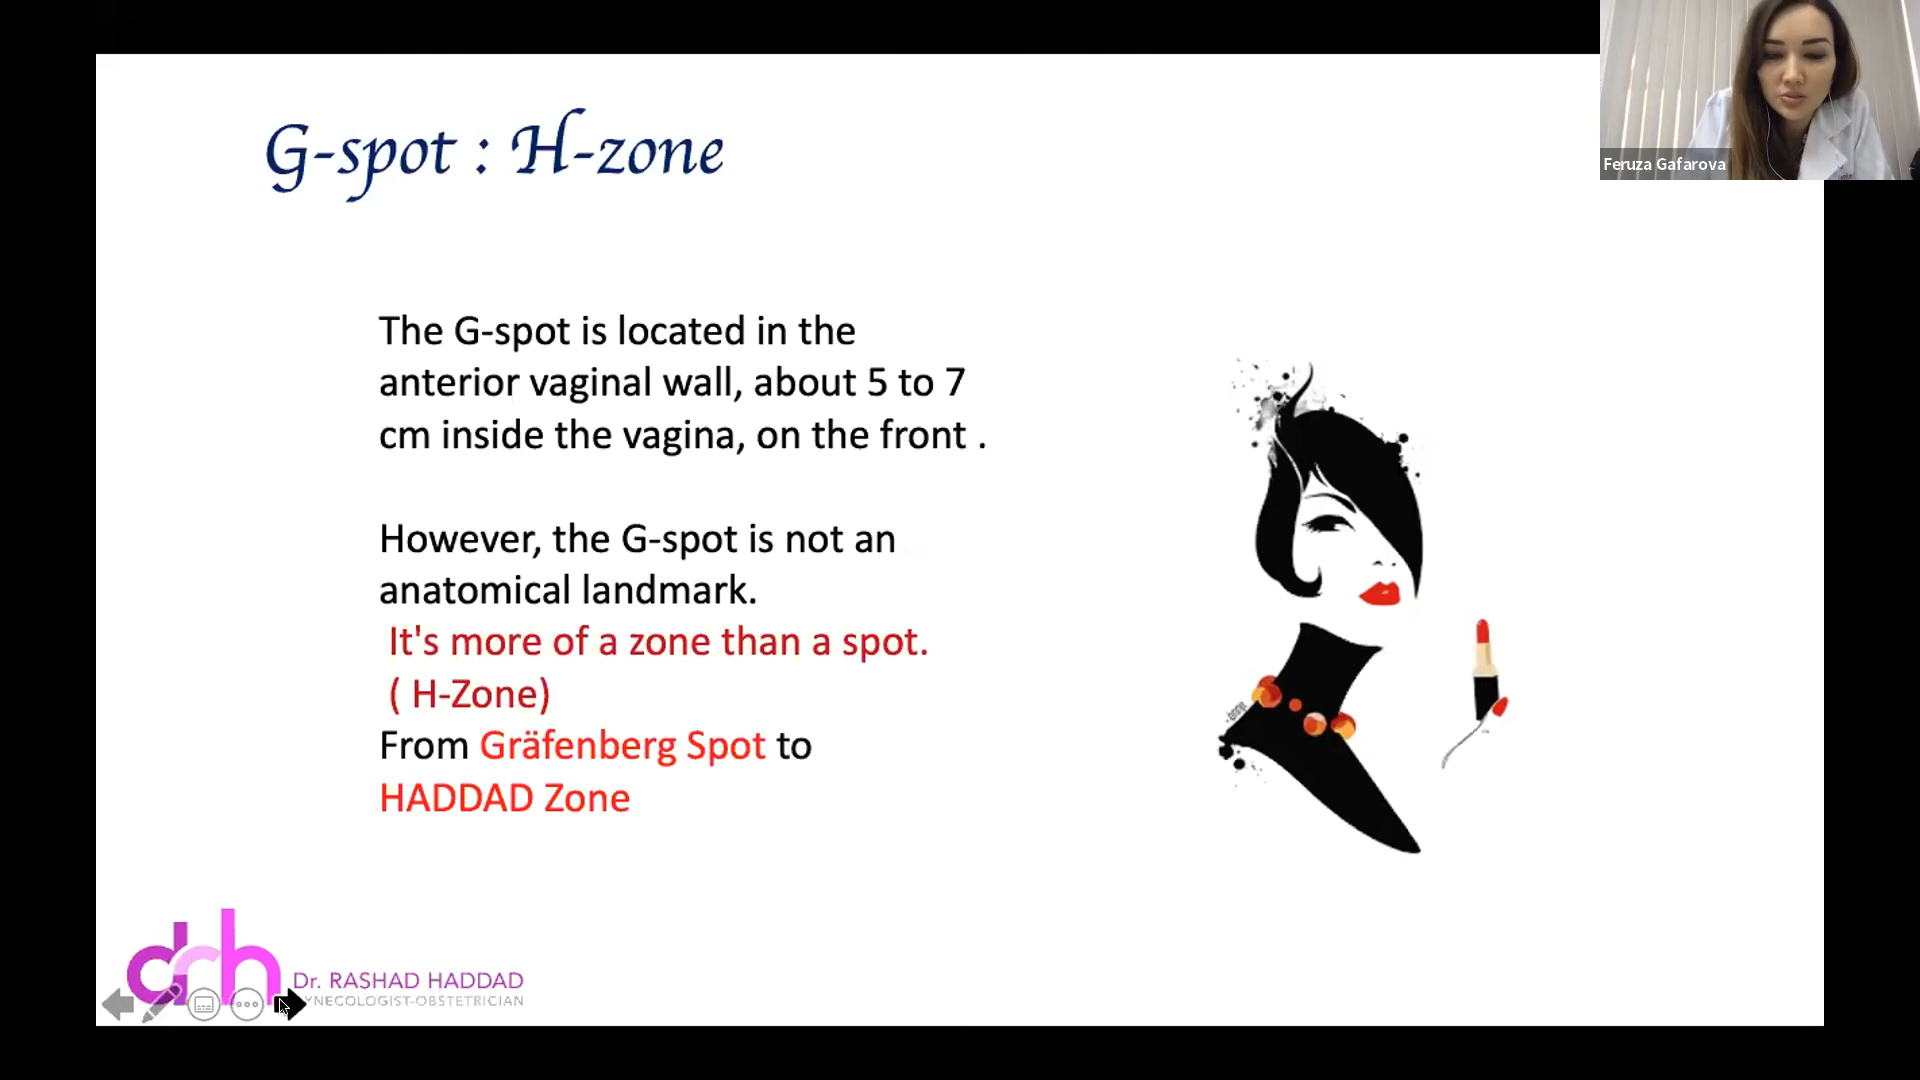 G-spot : H-zone
Feruza Gafarova
The G-spot is located in the
anterior vaginal wall, about 5 to 7
cm inside the vagina, on the front .
However, the G-spot is not an
anatomical landmark.
It's more of a zone than a spot.
( H-Zone)
From Gräfenberg Spot to
HADDAD Zone
drh
Dr. RASHAD HADDAD
YNECOLOGIST-OBSTETRICIAN